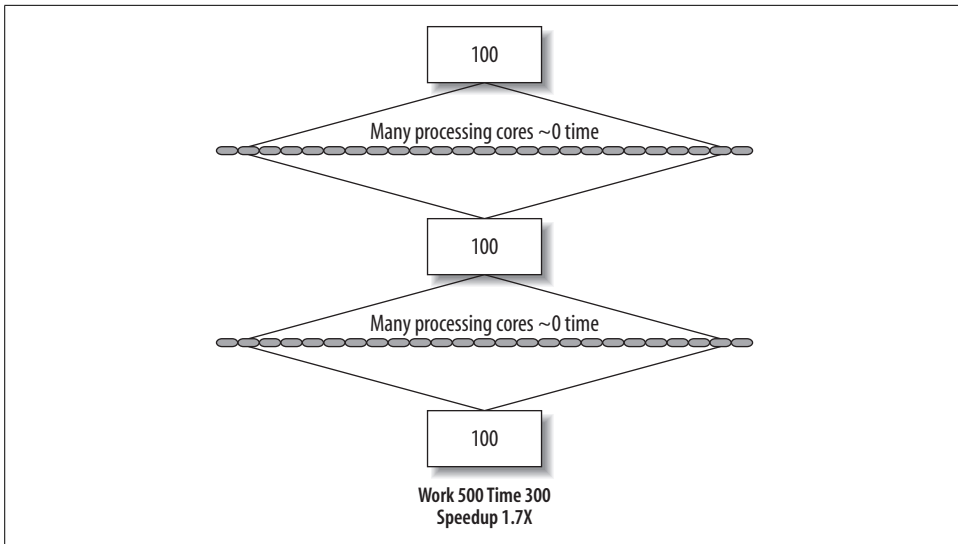 100
Many processing cores ~0 time
100
Many processing cores ~0 time
100
Work 500 Time 300
Speedup 1.7X